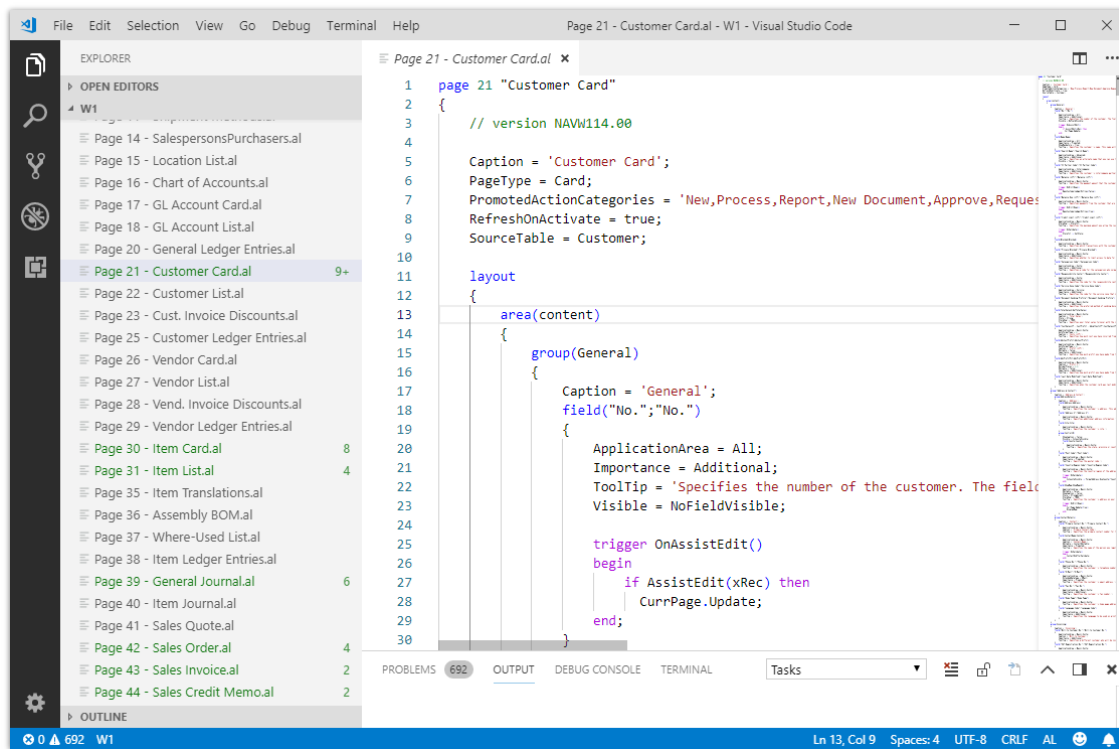 File Edit Selection View Go Debug Terminal Help Page 21 - Customer Card.al - W1 - Visual Studio Code
EXPLORER
OPEN EDITORS
W1
Page 14 - SalespersonsPurchasers.al
Page 15 - Location List.al
Page 16 - Chart of Accounts.al
Page 17 - GL Account Card.al
Page 18 - GL Account List.al
Page 20 - General Ledger Entries.al
Page 21 - Customer Card.al 9+
Page 22 - Customer List.al
Page 23 - Cust. Invoice Discounts.al
Page 25 - Customer Ledger Entries.al
Page 26 - Vendor Card.al
Page 27 - Vendor List.al
Page 28 - Vend. Invoice Discounts.al
Page 29 - Vendor Ledger Entries.al
Page 30 - Item Card.al 8
Page 31 - Item List.al 4
Page 35 - Item Translations.al
Page 36 - Assembly BOM.al
Page 37 - Where-Used List.al
Page 38 - Item Ledger Entries.al
Page 39 - General Journal.al 6
Page 40 - Item Journal.al
Page 41 - Sales Quote.al
Page 42 - Sales Order.al 4
Page 43 - Sales Invoice.al 2
Page 44 - Sales Credit Memo.al 2
OUTLINE
Page 21 - Customer Card.al
1 page 21 "Customer Card"
2 {
3 // version NAVW114.00
4
5 Caption = 'Customer Card';
6 PageType = Card;
7 PromotedActionCategories = 'New,Process,Report,New Document,Approve,Reques
8 RefreshOnActivate = true;
9 SourceTable = Customer;
10
11 layout
12 {
13 area(content)
14 {
15 group(General)
16 {
17 Caption = 'General';
18 field("No.";"No.")
19 {
20 ApplicationArea = All;
21 Importance = Additional;
22 ToolTip = 'Specifies the number of the customer. The field
23 Visible = NoFieldVisible;
24
25 trigger OnAssistEdit()
26 begin
27 if AssistEdit(xRec) then
28 CurrPage.Update;
29 end;
30 }
PROBLEMS 692 OUTPUT DEBUG CONSOLE TERMINAL Tasks
0 692 W1 Ln 13, Col 9 Spaces: 4 UTF-8 CRLF AL